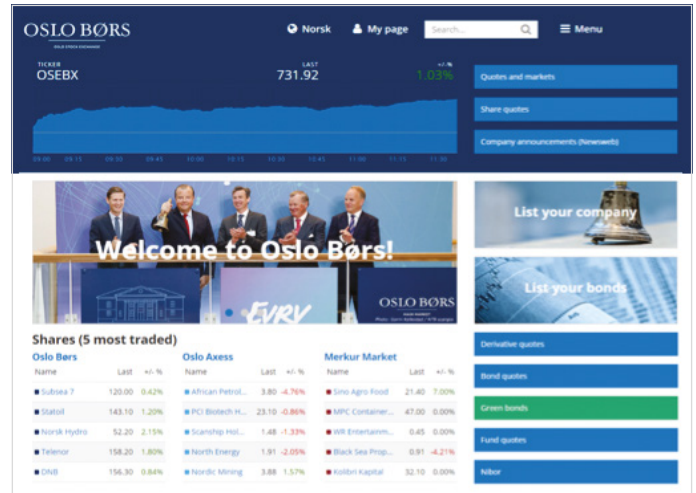 OSLO BØRS
OSLO STOCK EXCHANGE
Norsk
My page
Search...
Menu
TICKER LAST +/-%
OSEBX 731.92 1.03%
09:00 09:15 09:30 09:45 10:00 10:15 10:30 10:45 11:00 11:15 11:30
Quotes and markets
Share quotes
Company announcements (Newsweb)
Welcome to Oslo Børs!
EVRY
OSLO BØRS
List your company
List your bonds
Shares (5 most traded)
Oslo Børs
Name Last +/- %
Subsea 7 120.00 0.42%
Statoil 143.10 1.20%
Norsk Hydro 52.20 2.15%
Telenor 158.20 1.80%
DNB 156.30 0.84%
Oslo Axess
Name Last +/- %
African Petrol... 3.80 -4.76%
PCI Biotech H... 23.10 -0.86%
Scanship Hol... 1.48 -1.33%
North Energy 1.91 -2.05%
Nordic Mining 3.88 1.57%
Merkur Market
Name Last +/- %
Sino Agro Food 21.40 7.00%
MPC Container... 47.00 0.00%
WR Entertainm... 0.45 0.00%
Black Sea Prop... 0.91 -4.21%
Kolibri Kapital 32.10 0.00%
Derivative quotes
Bond quotes
Green bonds
Fund quotes
Nibor